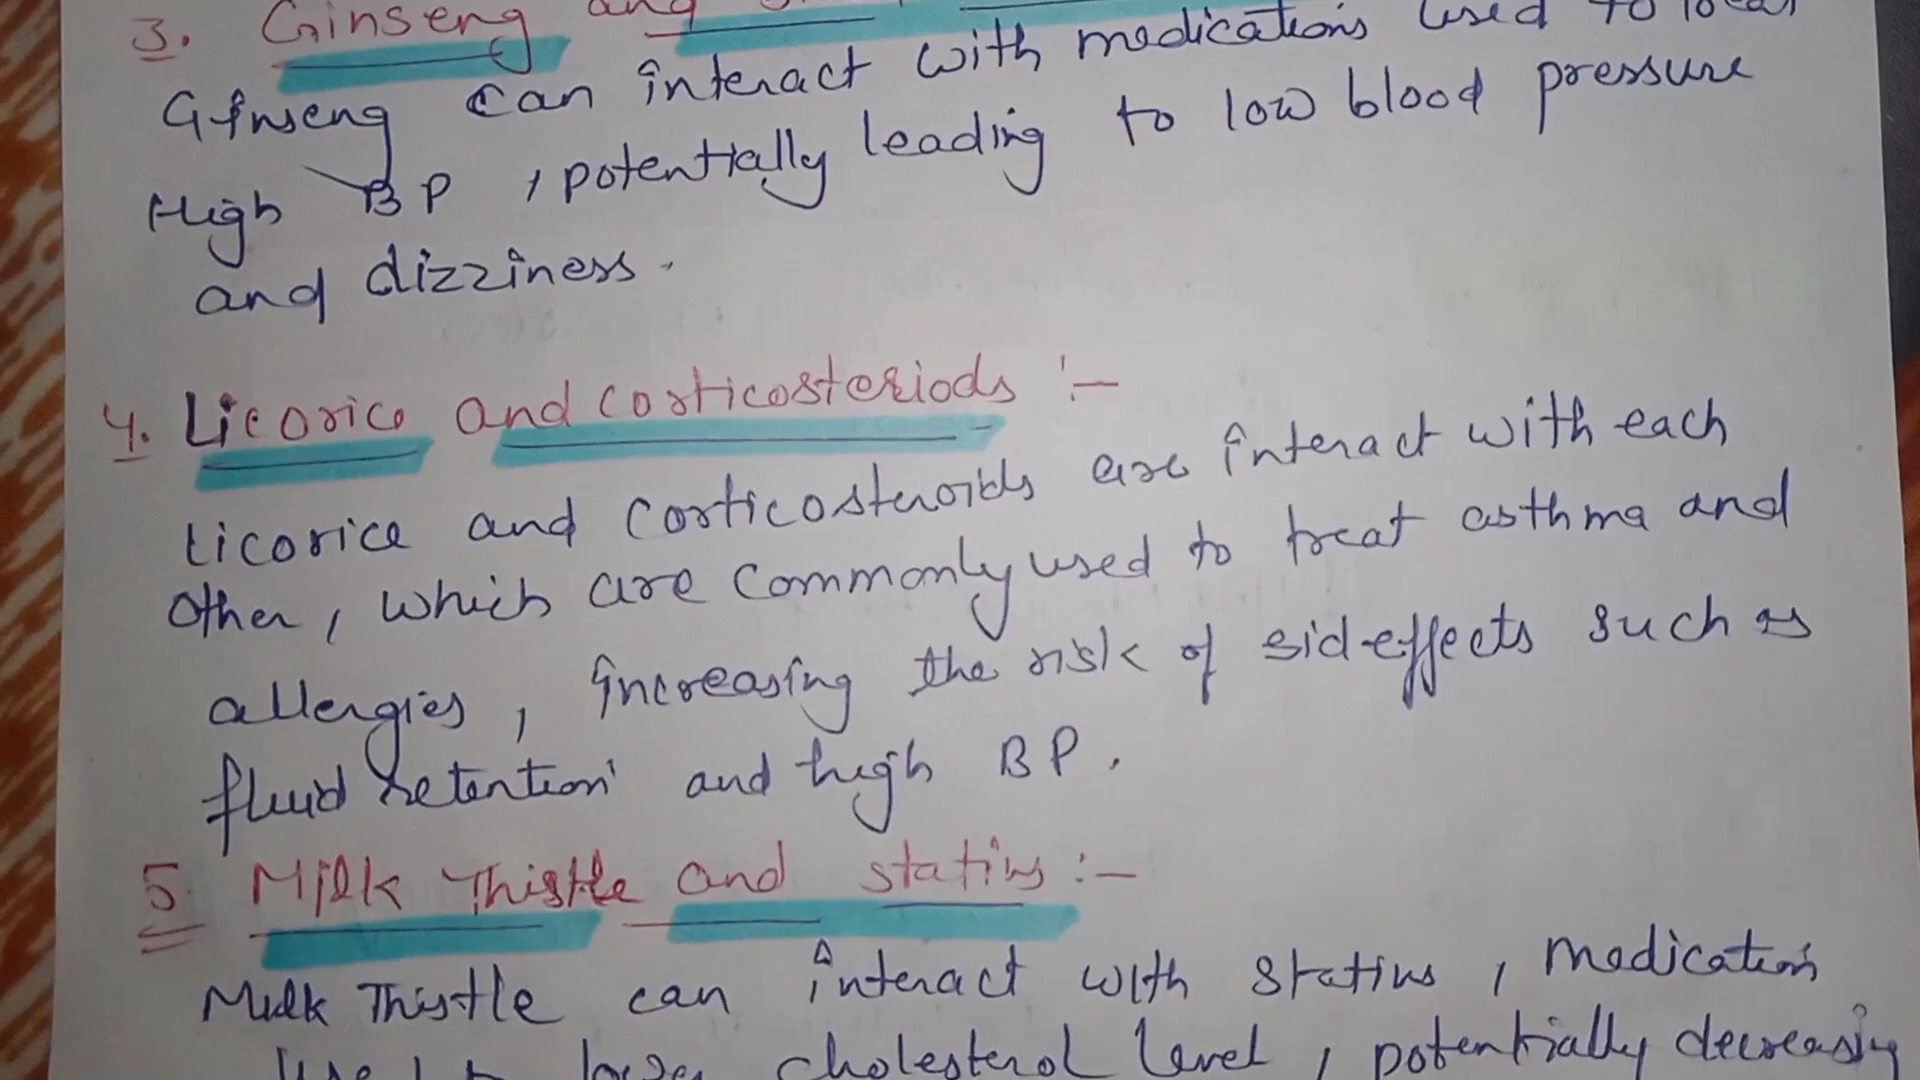 3. Ginseng and
Ginseng can interact with medications used to
High BP, potentially leading to low blood pressure
and dizziness.
4. Licorice and corticosteriods :-
Licorice and corticosteroids are interact with each
other, which are commonly used to treat asthma and
allergies, increasing the risk of sideffects such as
fluid retention and high BP.
5. Milk Thistle and statins :-
Milk Thistle can interact with statins, medications
cholesterol level, potentially decreasing